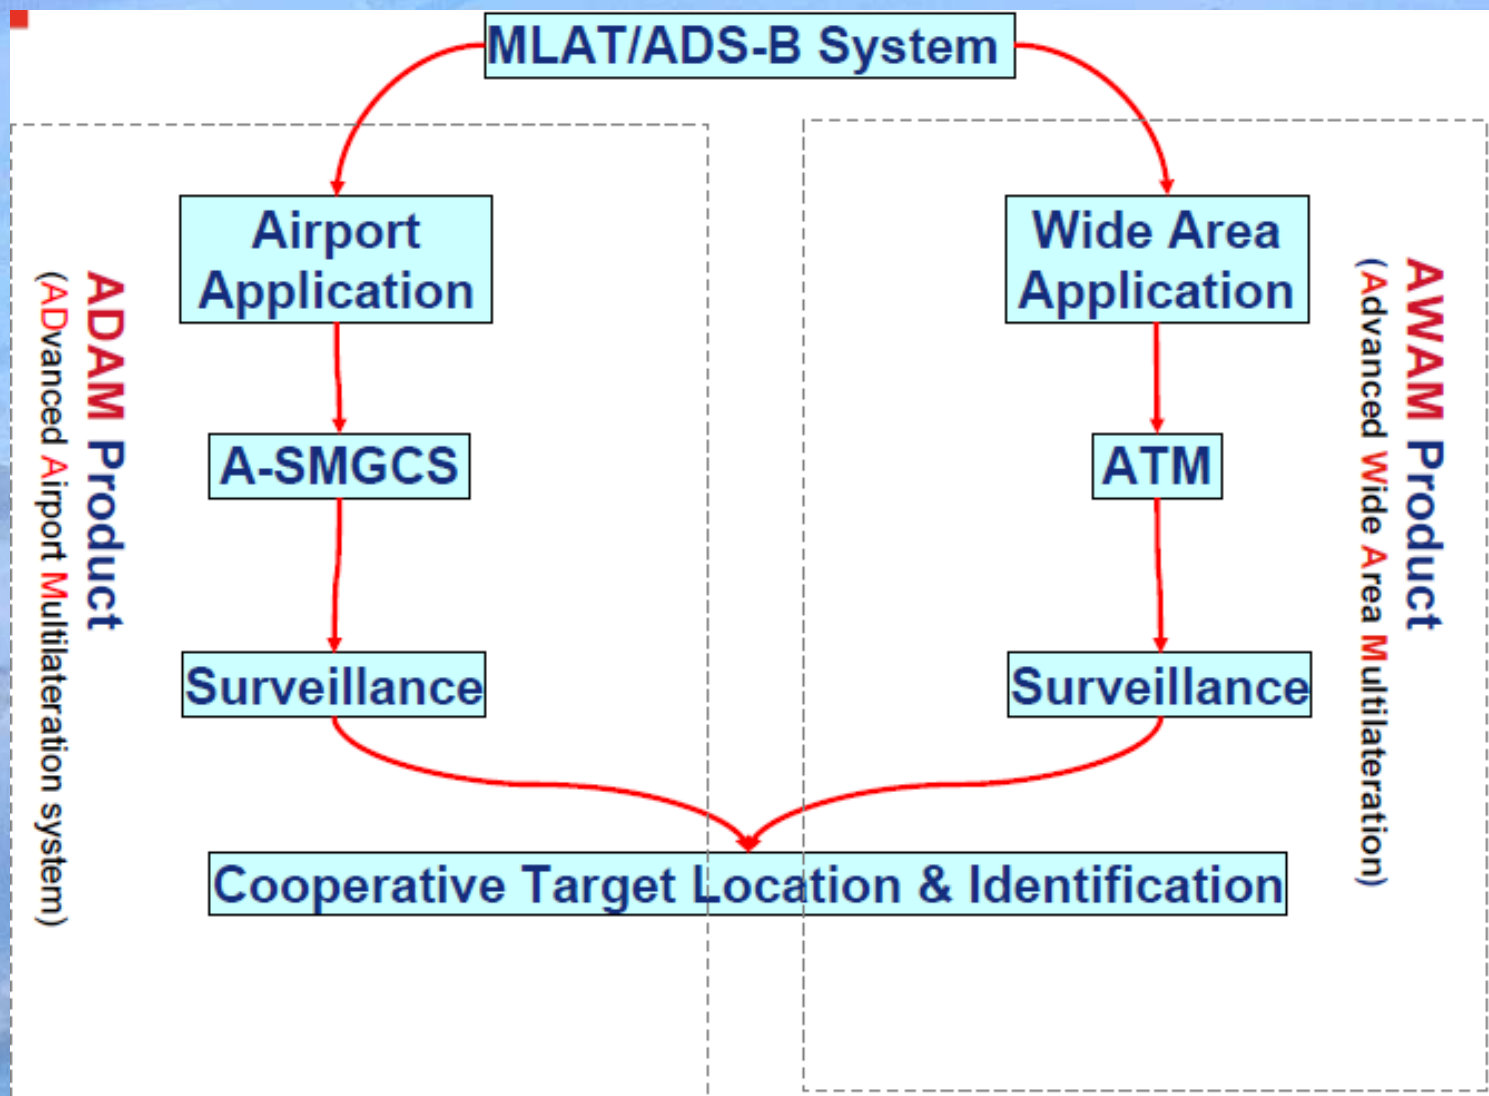 MLAT/ADS-B System
Airport
Application
A-SMGCS
Surveillance
ADAM Product
(ADvanced Airport Multilateration system)
Wide Area
Application
ATM
Surveillance
AWAM Product
(Advanced Wide Area Multilateration)
Cooperative Target Location & Identification